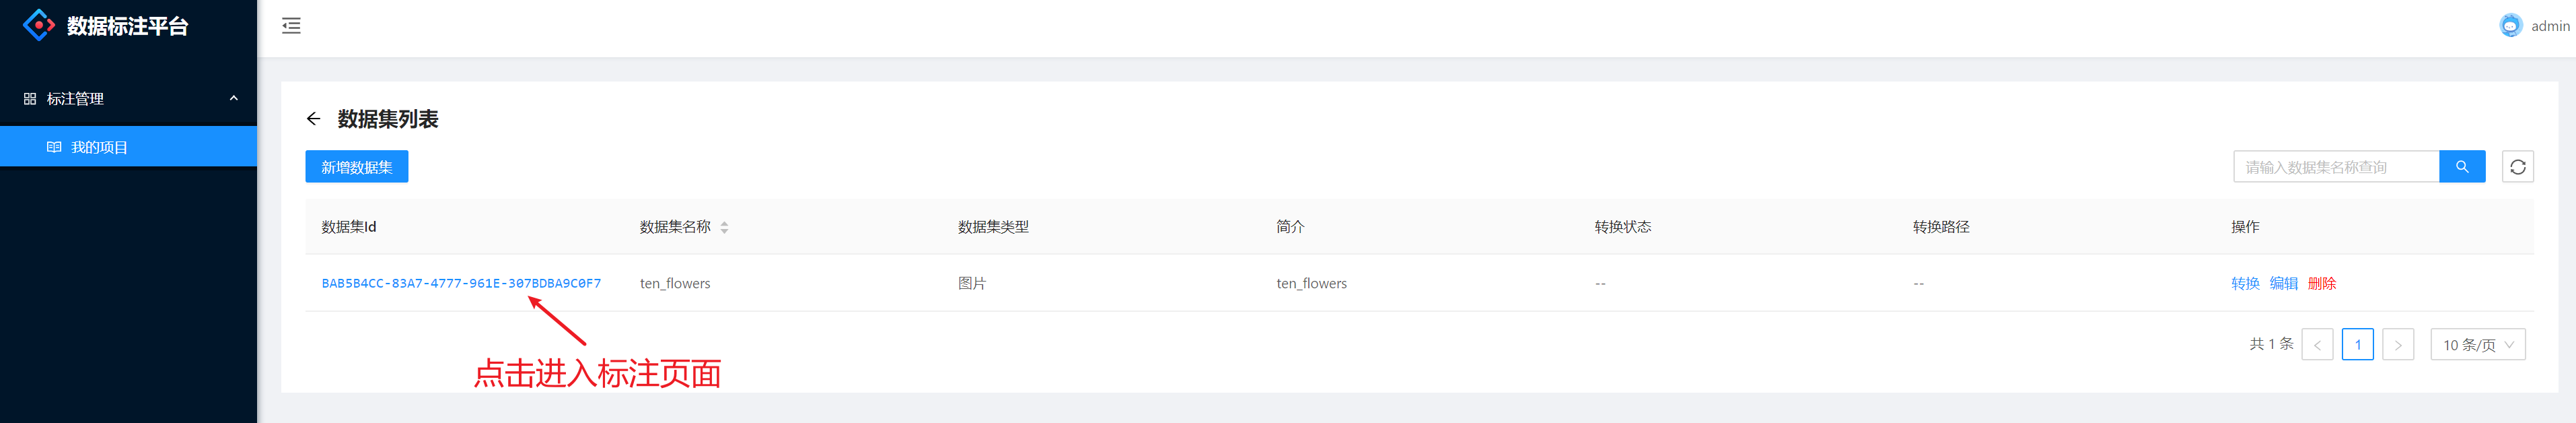 数据标注平台
admin
标注管理
我的项目
数据集列表
新增数据集
请输入数据集名称查询
数据集Id 数据集名称 数据集类型 简介 转换状态 转换路径 操作
BAB5B4CC-83A7-4777-961E-307BDBA9C0F7 ten_flowers 图片 ten_flowers -- -- 转换 编辑 删除
共 1 条 < 1 > 10 条/页
点击进入标注页面